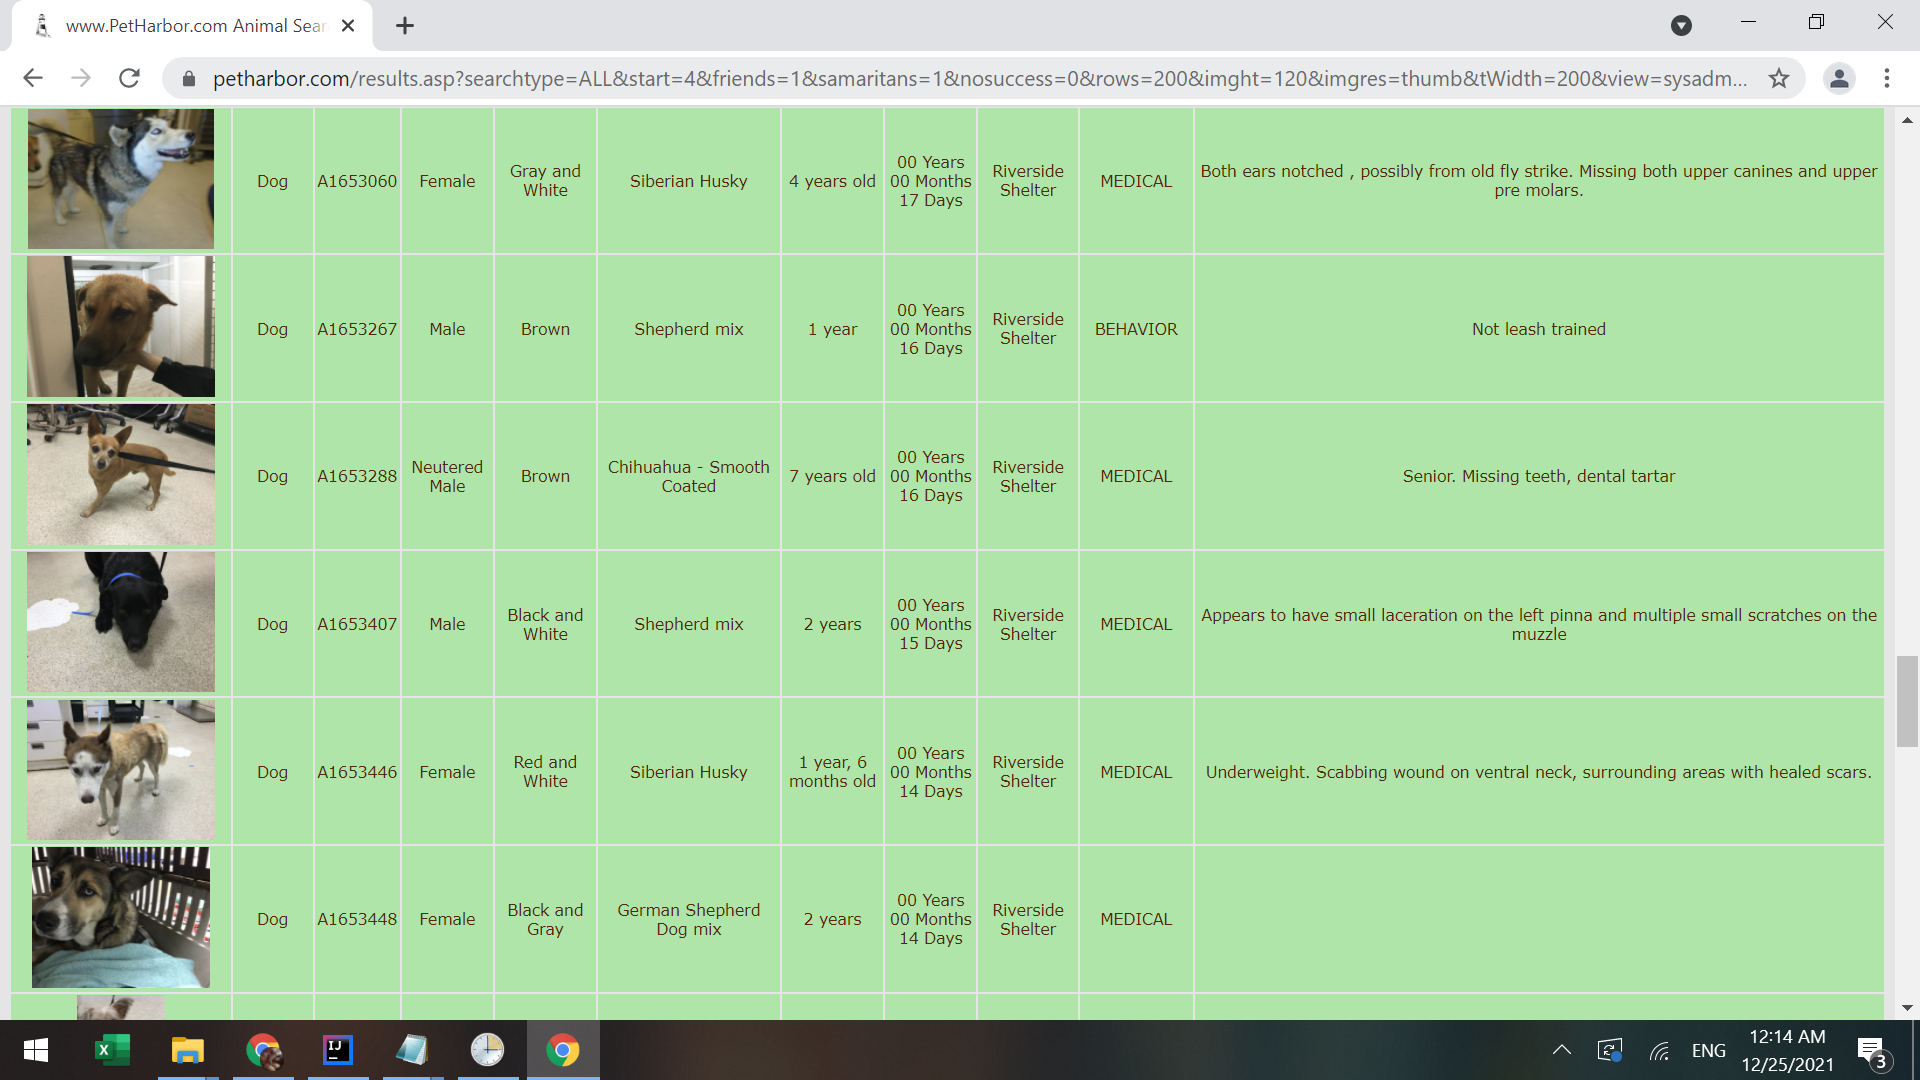 www.PetHarbor.com Animal Sear
petharbor.com/results.asp?searchtype=ALL&start=4&friends=1&samaritans=1&nosuccess=0&rows=200&imght=120&imgres=thumb&tWidth=200&view=sysadm...
Dog
A1653060
Female
Gray and
White
Siberian Husky
4 years old
00 Years
00 Months
17 Days
Riverside
Shelter
MEDICAL
Both ears notched , possibly from old fly strike. Missing both upper canines and upper
pre molars.
Dog
A1653267
Male
Brown
Shepherd mix
1 year
00 Years
00 Months
16 Days
Riverside
Shelter
BEHAVIOR
Not leash trained
Dog
A1653288
Neutered
Male
Brown
Chihuahua - Smooth
Coated
7 years old
00 Years
00 Months
16 Days
Riverside
Shelter
MEDICAL
Senior. Missing teeth, dental tartar
Dog
A1653407
Male
Black and
White
Shepherd mix
2 years
00 Years
00 Months
15 Days
Riverside
Shelter
MEDICAL
Appears to have small laceration on the left pinna and multiple small scratches on the
muzzle
Dog
A1653446
Female
Red and
White
Siberian Husky
1 year, 6
months old
00 Years
00 Months
14 Days
Riverside
Shelter
MEDICAL
Underweight. Scabbing wound on ventral neck, surrounding areas with healed scars.
Dog
A1653448
Female
Black and
Gray
German Shepherd
Dog mix
2 years
00 Years
00 Months
14 Days
Riverside
Shelter
MEDICAL
X
IJ
ENG
12:14 AM
12/25/2021
3